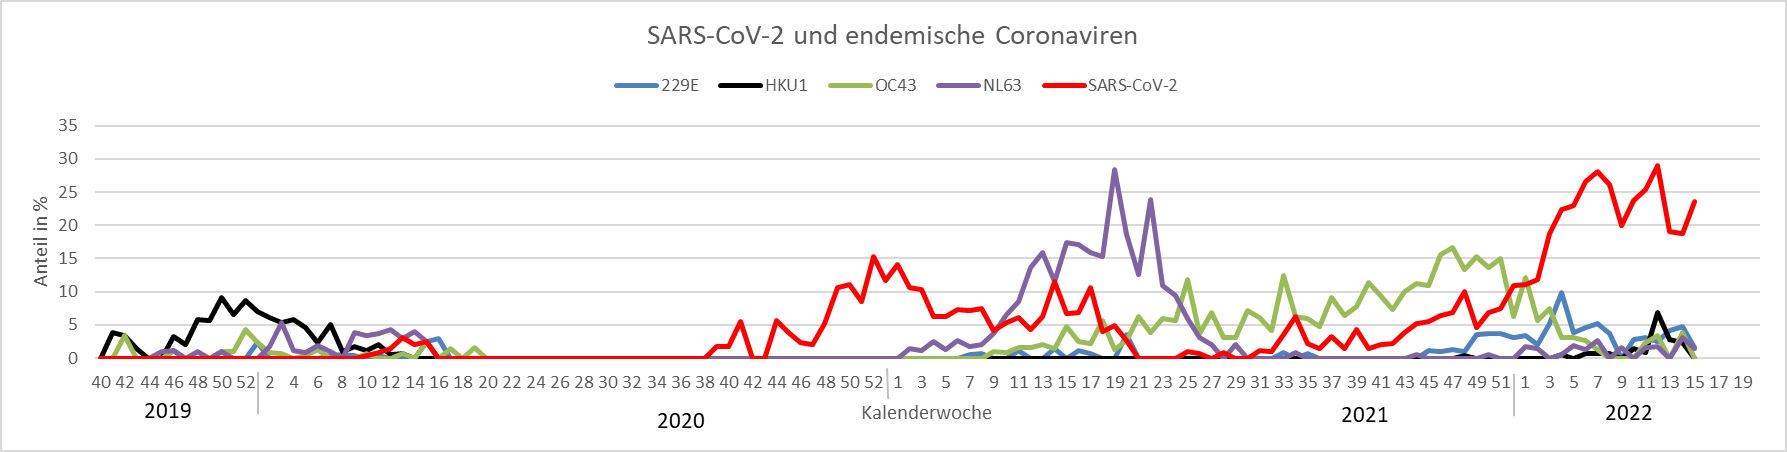 SARS-CoV-2 und endemische Coronaviren
229E HKU1 OC43 NL63 SARS-CoV-2
Anteil in %
35
30
25
20
15
10
5
0
40 42 44 46 48 50 52 2 4 6 8 10 12 14 16 18 20 22 24 26 28 30 32 34 36 38 40 42 44 46 48 50 52 1 3 5 7 9 11 13 15 17 19 21 23 25 27 29 31 33 35 37 39 41 43 45 47 49 51 1 3 5 7 9 11 13 15 17 19
2019 2020 2021 2022
Kalenderwoche